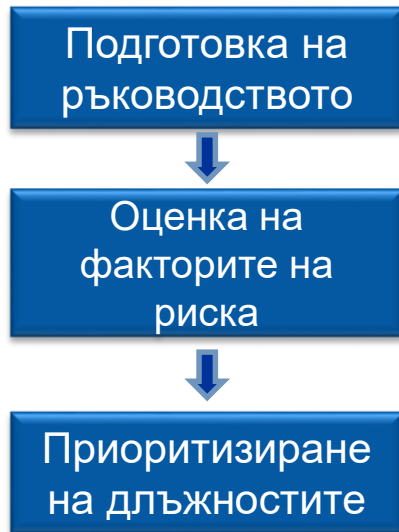 Подготовка на
ръководството
Оценка на
факторите на
риска
Приоритизиране
на длъжностите